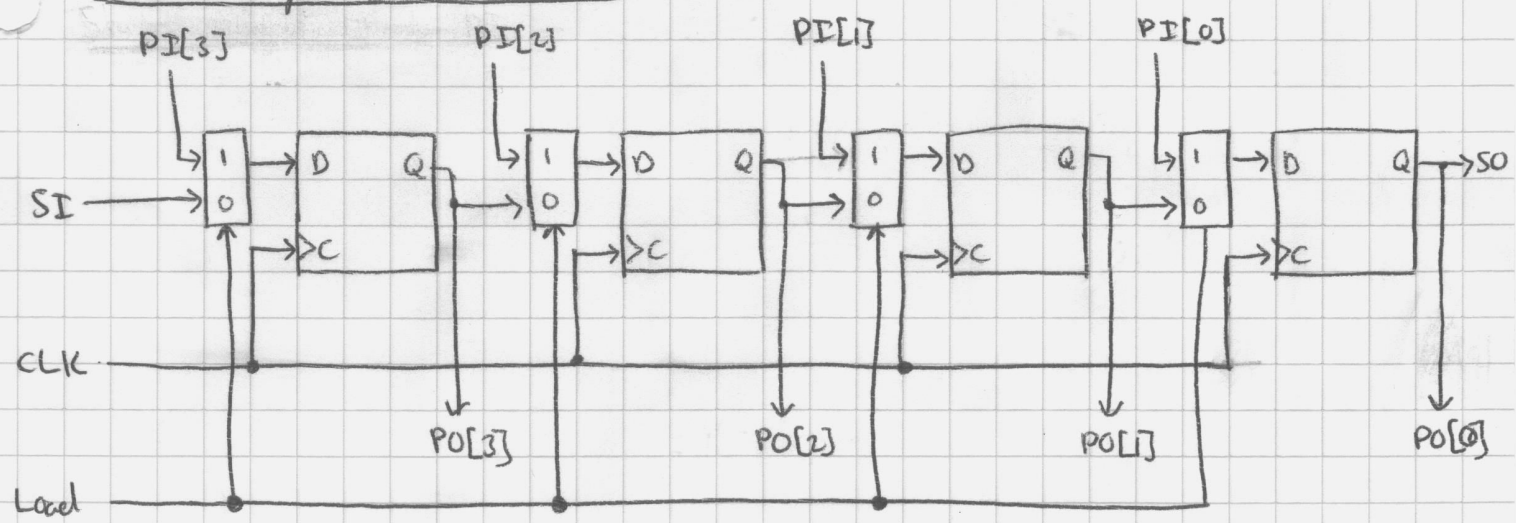 PI[3] PI[2] PI[1] PI[0]
1 D Q 1 D Q 1 D Q 1 D Q SO
SI 0 0 0 0
C C C C
CLK
PO[3] PO[2] PO[1] PO[0]
Load